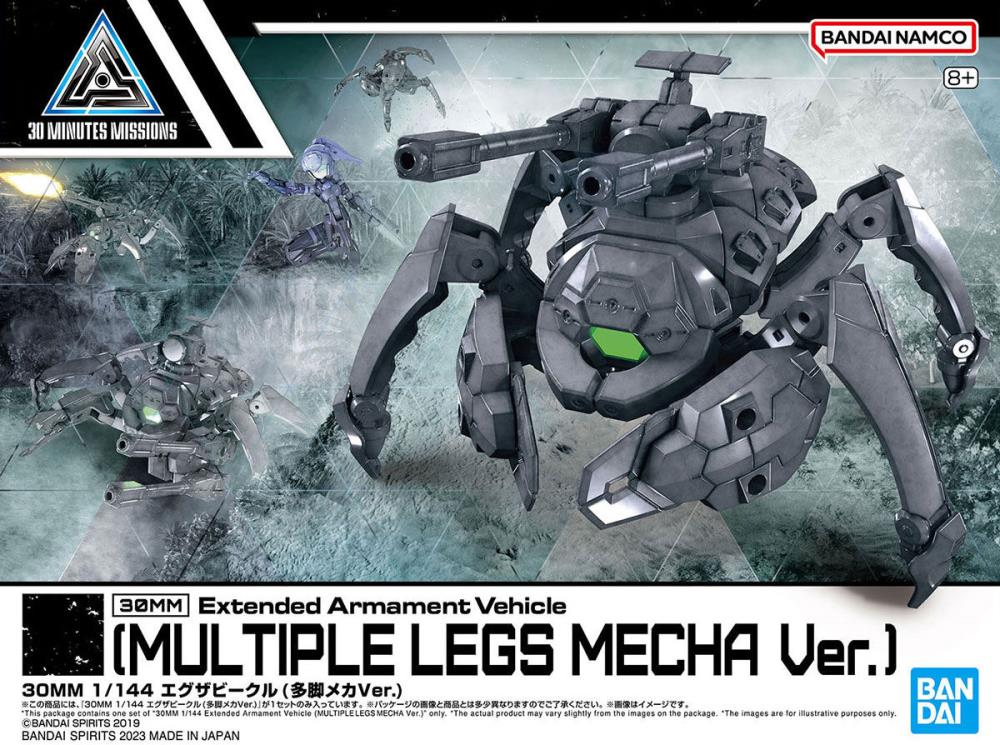 30 MINUTES MISSIONS
BANDAI NAMCO
8+
30MM Extended Armament Vehicle
(MULTIPLE LEGS MECHA Ver.)
30MM 1/144 エグザビークル(多脚メカVer.)
※この商品には、「30MM 1/144 エグザビークル(多脚メカVer.)」が1セットのみ入っています。※パッケージの画像と商品とは多少異なりますのでご了承ください。※画像はイメージです。
*This package contains one set of "30MM 1/144 Extended Armament Vehicle (MULTIPLE LEGS MECHA Ver.)" only. *The actual product may vary slightly from the images on the package. *The images are for illustrative purposes only.
©BANDAI SPIRITS 2019
©BANDAI SPIRITS 2023 MADE IN JAPAN
BAN
DAI